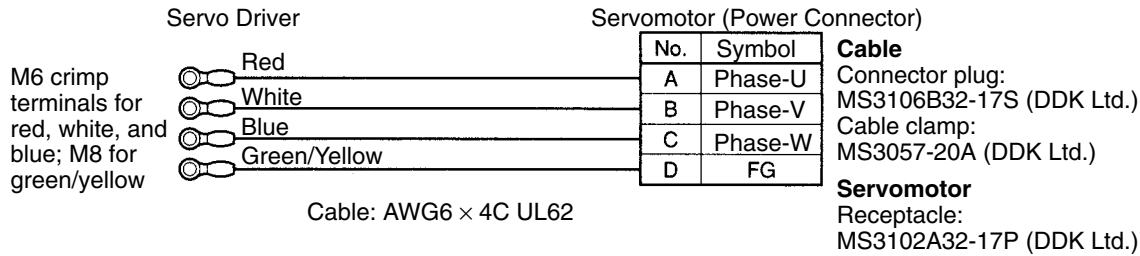 Servo Driver
Servomotor (Power Connector)
M6 crimp
terminals for
red, white, and
blue; M8 for
green/yellow
Red
White
Blue
Green/Yellow
No. Symbol
A Phase-U
B Phase-V
C Phase-W
D FG
Cable: AWG6 × 4C UL62
Cable
Connector plug:
MS3106B32-17S (DDK Ltd.)
Cable clamp:
MS3057-20A (DDK Ltd.)
Servomotor
Receptacle:
MS3102A32-17P (DDK Ltd.)